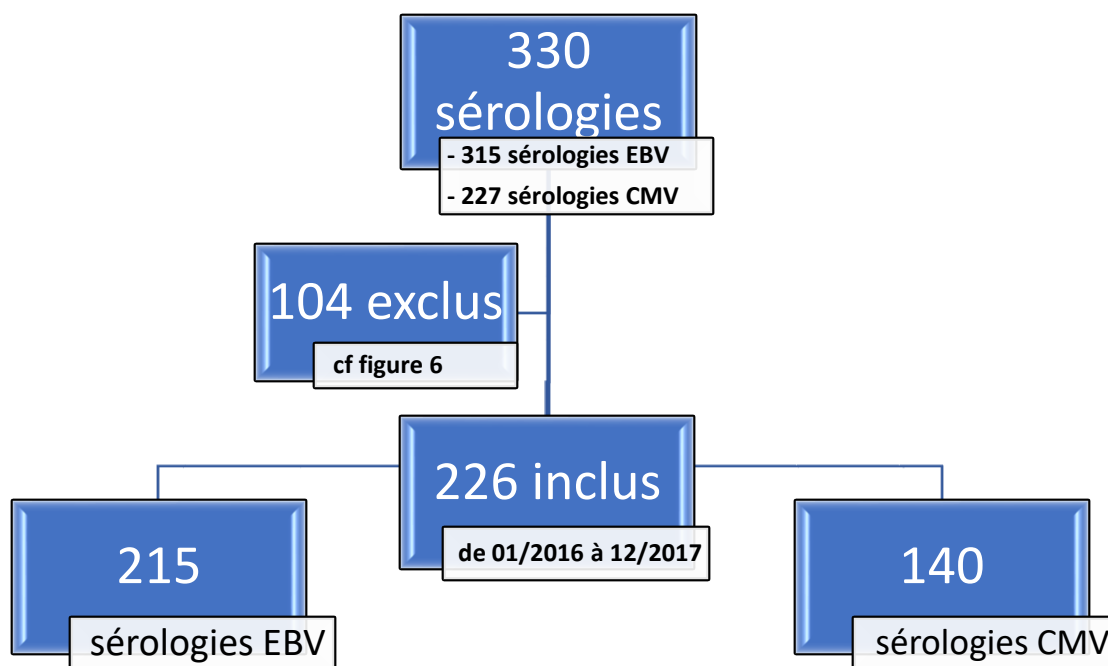 330
sérologies
- 315 sérologies EBV
- 227 sérologies CMV
104 exclus
cf figure 6
226 inclus
de 01/2016 à 12/2017
215
sérologies EBV
140
sérologies CMV